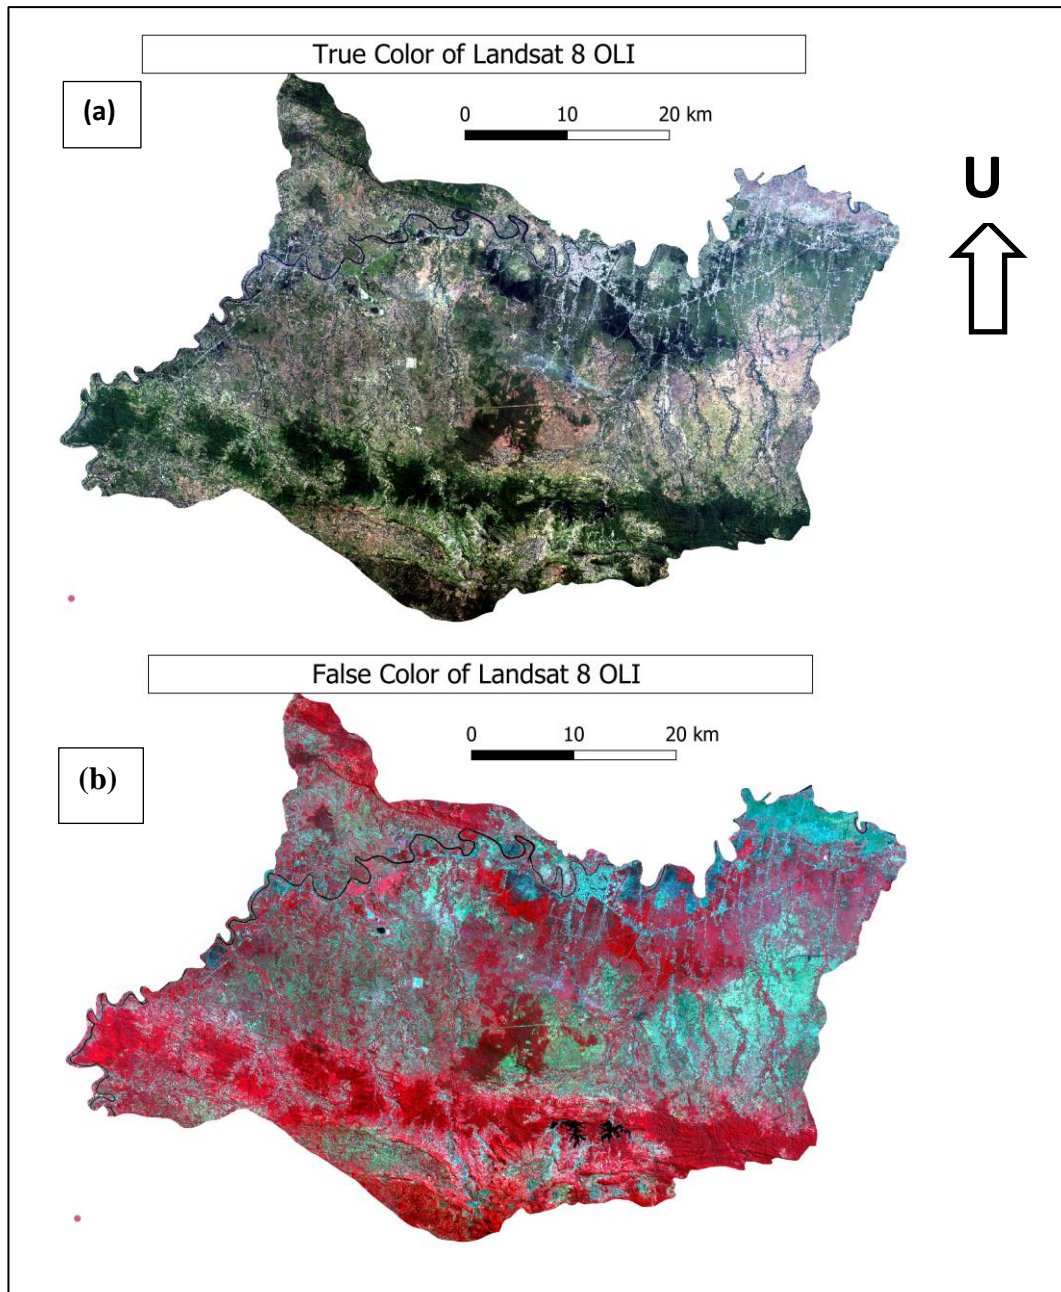 True Color of Landsat 8 OLI
(a)
0 10 20 km
U
False Color of Landsat 8 OLI
0 10 20 km
(b)